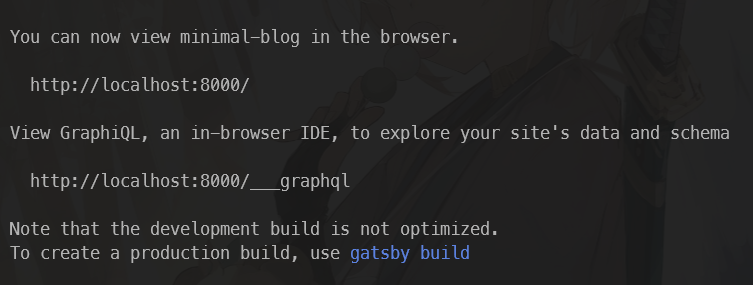 You can now view minimal-blog in the browser.
http://localhost:8000/
View GraphiQL, an in-browser IDE, to explore your site's data and schema
http://localhost:8000/___graphql
Note that the development build is not optimized.
To create a production build, use gatsby build